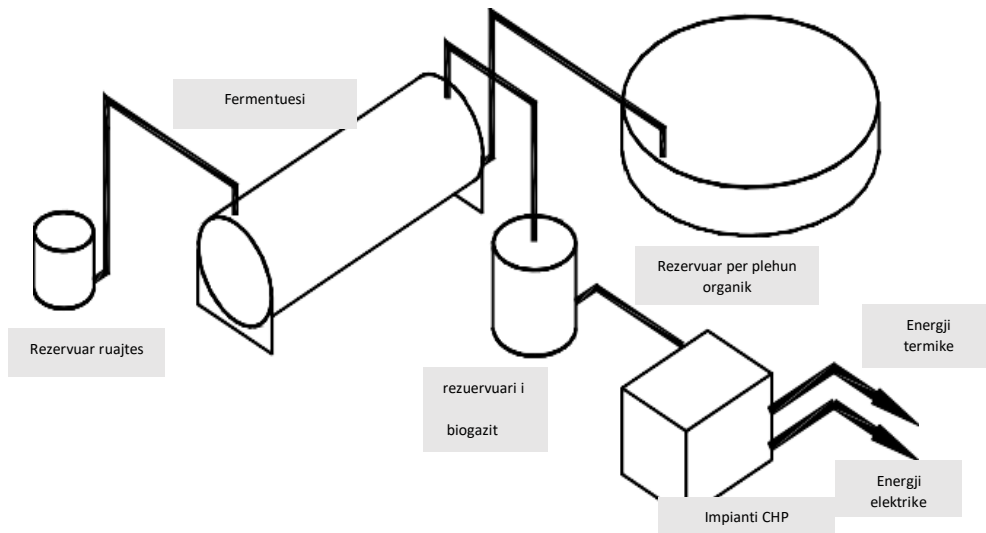 Fermentuesi
Rezervuar ruajtes
Rezervuar per plehun
organik
rezuervuari i
biogazit
Energji
termike
Energji
elektrike
Impianti CHP